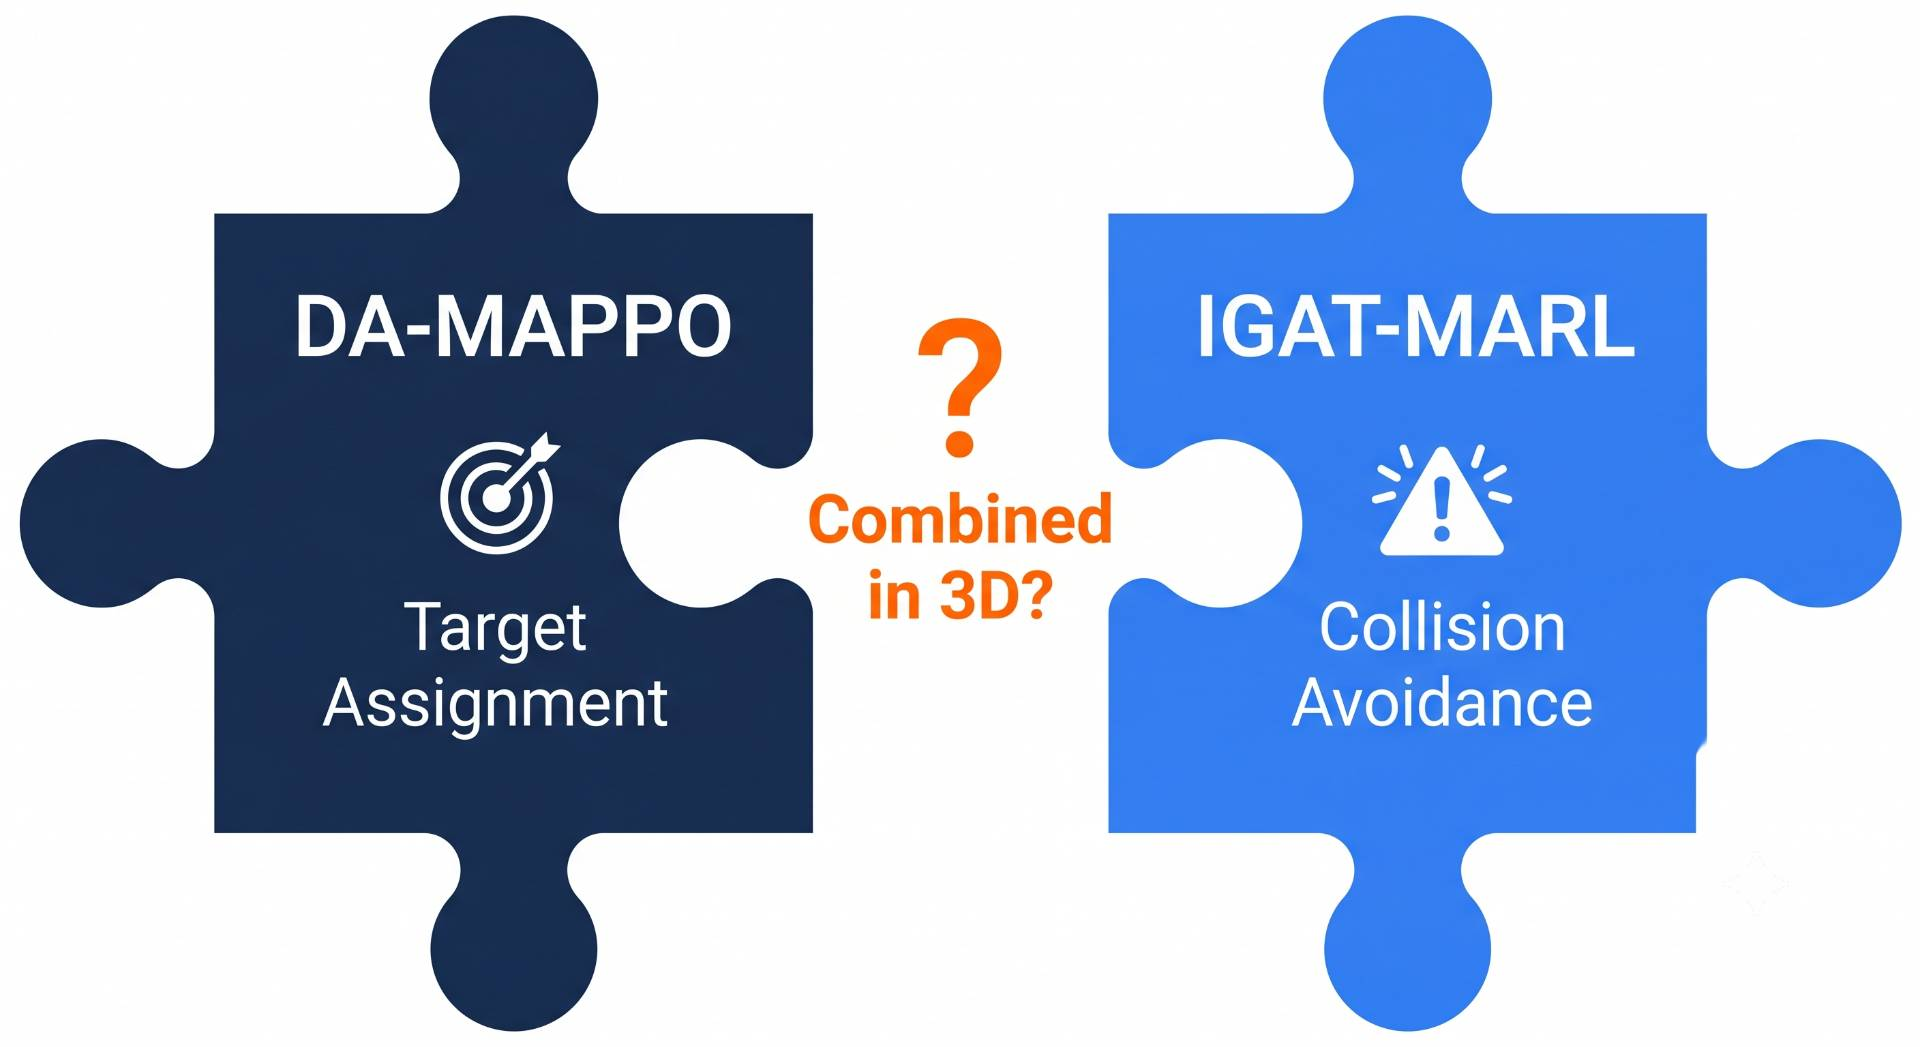 DA-MAPPO
Target
Assignment
?
Combined
in 3D?
IGAT-MARL
Collision
Avoidance